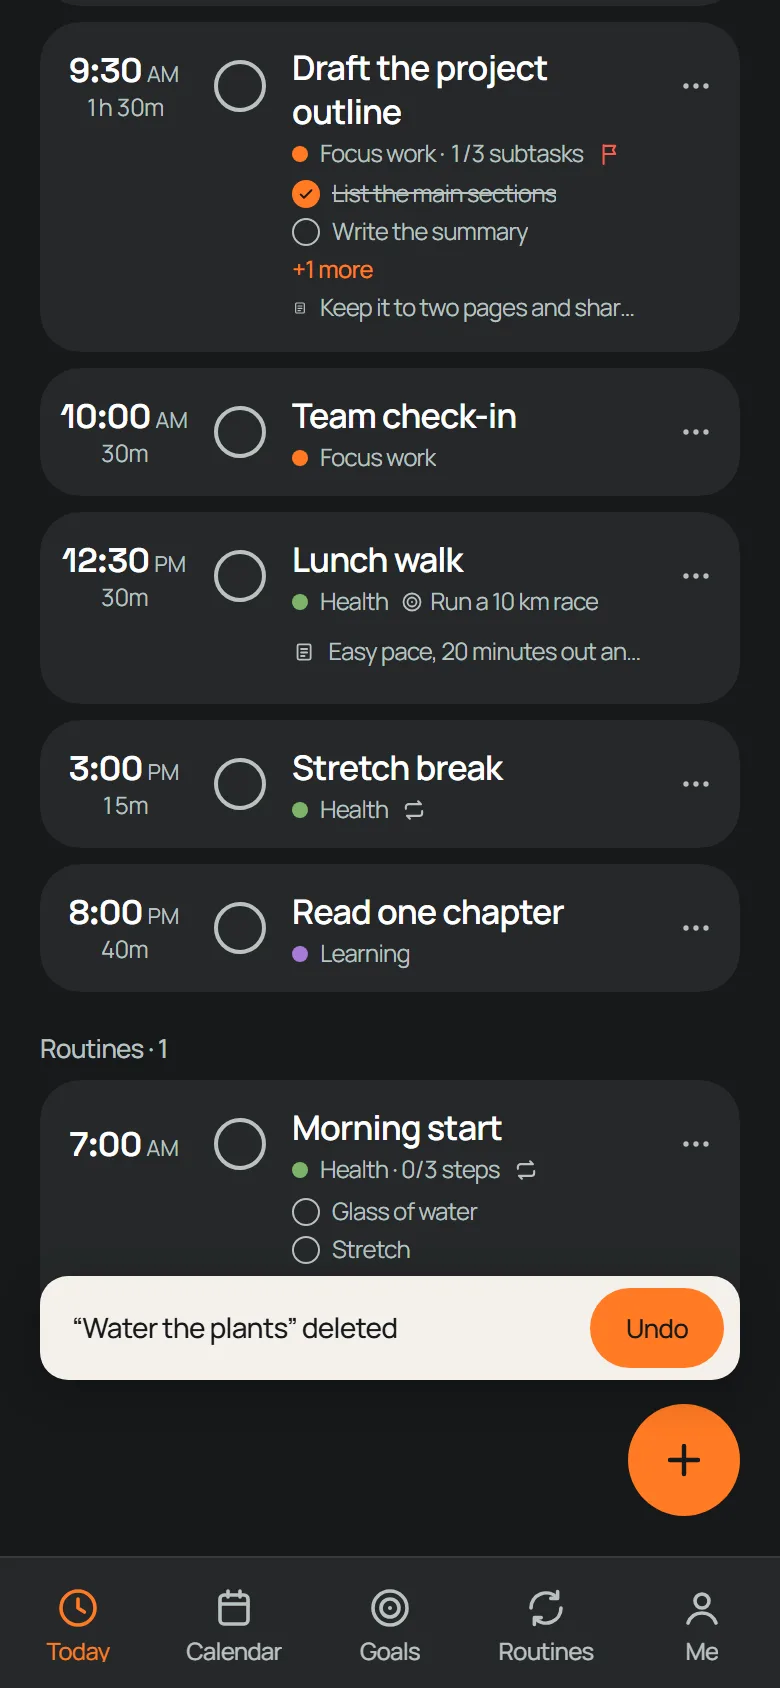 9:30 AM
1h 30m
Draft the project
outline
Focus work · 1/3 subtasks
List the main sections
Write the summary
+1 more
Keep it to two pages and shar...
10:00 AM
30m
Team check-in
Focus work
12:30 PM
30m
Lunch walk
Health Run a 10 km race
Easy pace, 20 minutes out an...
3:00 PM
15m
Stretch break
Health
8:00 PM
40m
Read one chapter
Learning
Routines · 1
7:00 AM
Morning start
Health · 0/3 steps
Glass of water
Stretch
“Water the plants” deleted
Undo
Today
Calendar
Goals
Routines
Me